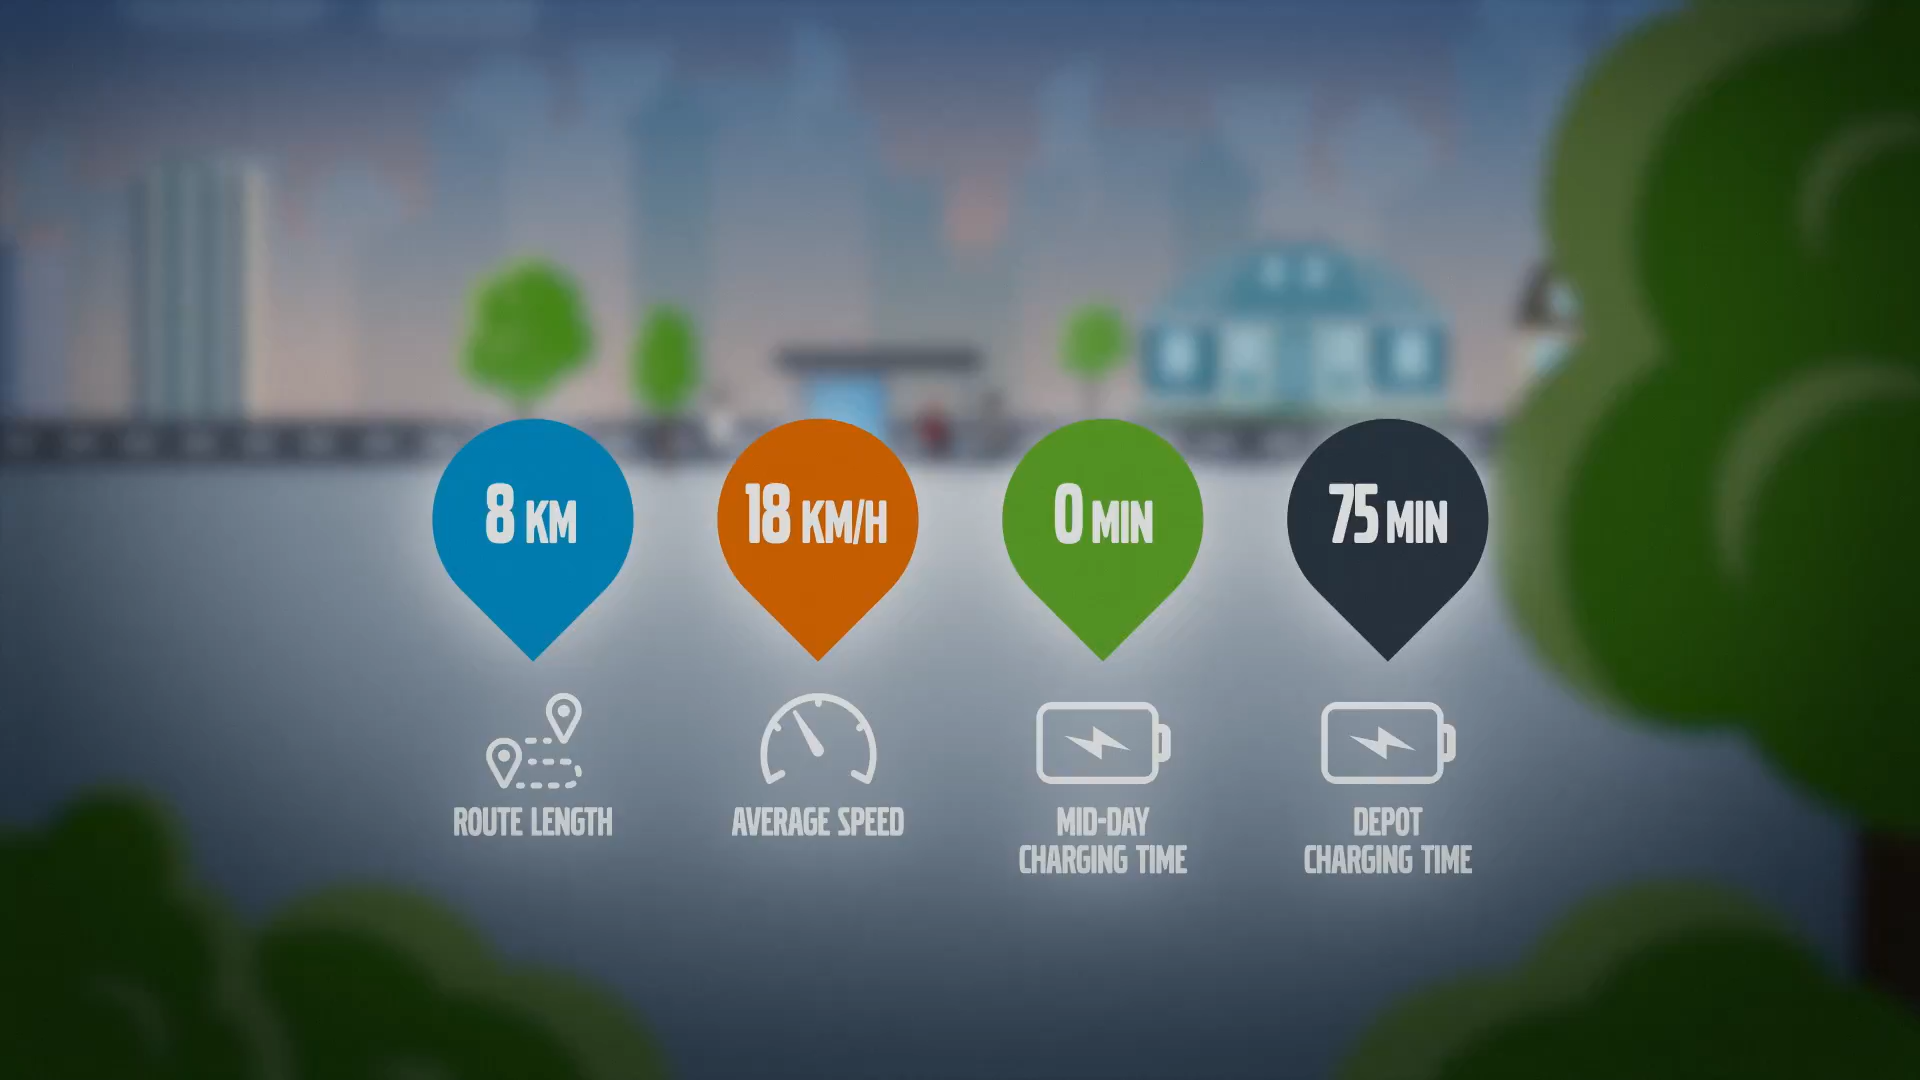 8 KM
18 KM/H
0 MIN
75 MIN
ROUTE LENGTH
AVERAGE SPEED
MID-DAY
CHARGING TIME
DEPOT
CHARGING TIME